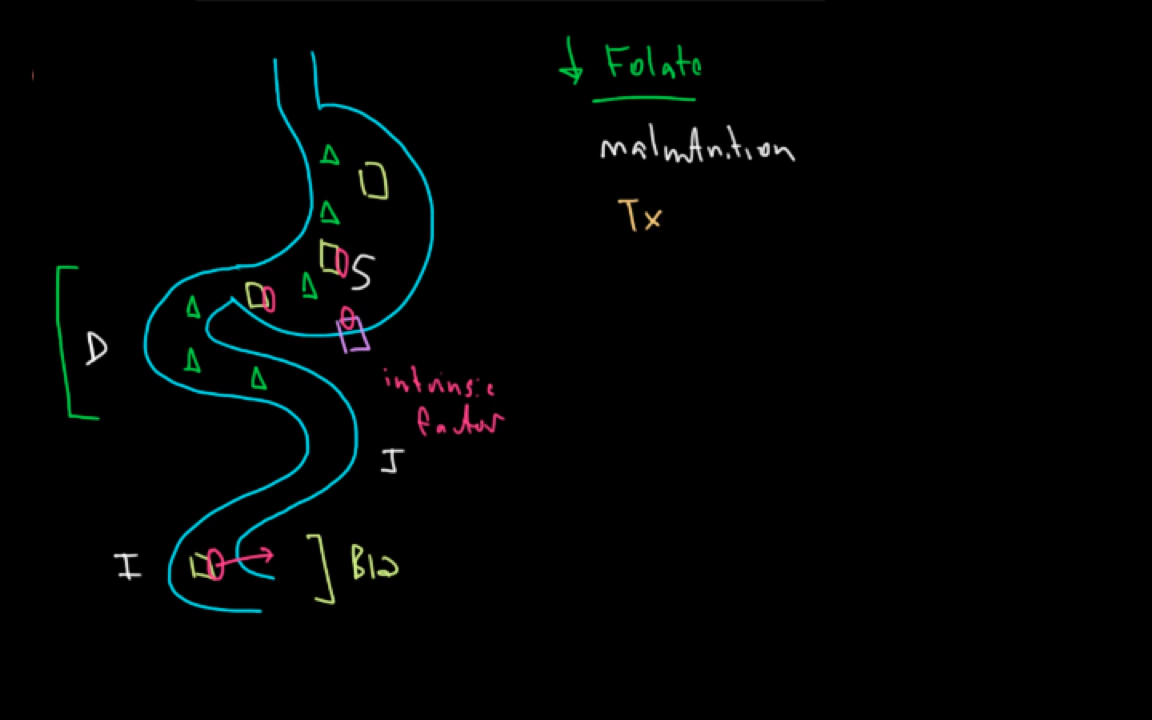 ↓ Folate
malnutrition
Tx
S
D
intrinsic
factor
J
I
B12